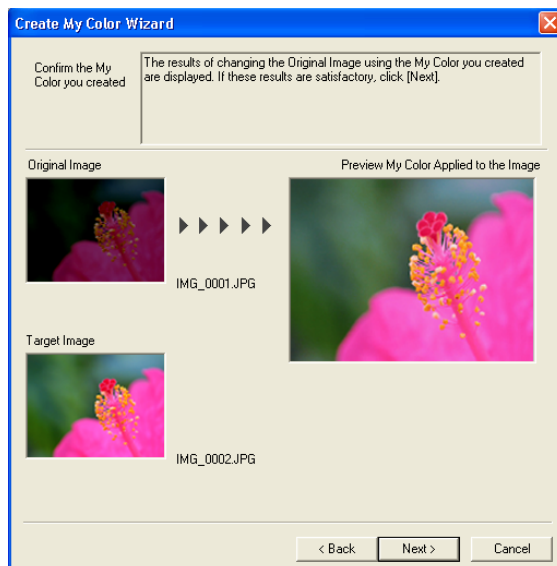 Create My Color Wizard
Confirm the My
Color you created
The results of changing the Original Image using the My Color you created
are displayed. If these results are satisfactory, click [Next].
Original Image
Preview My Color Applied to the Image
IMG_0001.JPG
Target Image
IMG_0002.JPG
< Back
Next >
Cancel